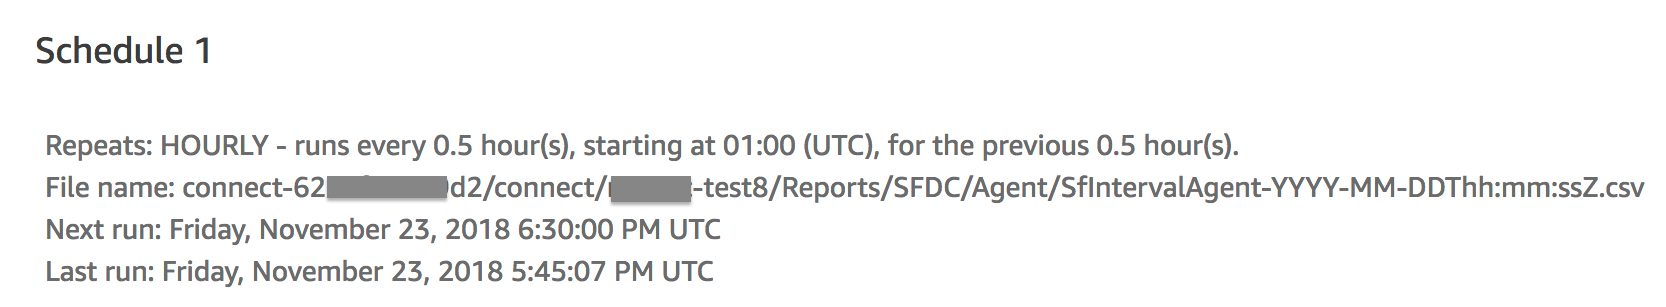 Schedule 1
Repeats: HOURLY - runs every 0.5 hour(s), starting at 01:00 (UTC), for the previous 0.5 hour(s).
File name: connect-62 d2/connect/ -test8/Reports/SFDC/Agent/SfIntervalAgent-YYYY-MM-DDThh:mm:ssZ.csv
Next run: Friday, November 23, 2018 6:30:00 PM UTC
Last run: Friday, November 23, 2018 5:45:07 PM UTC